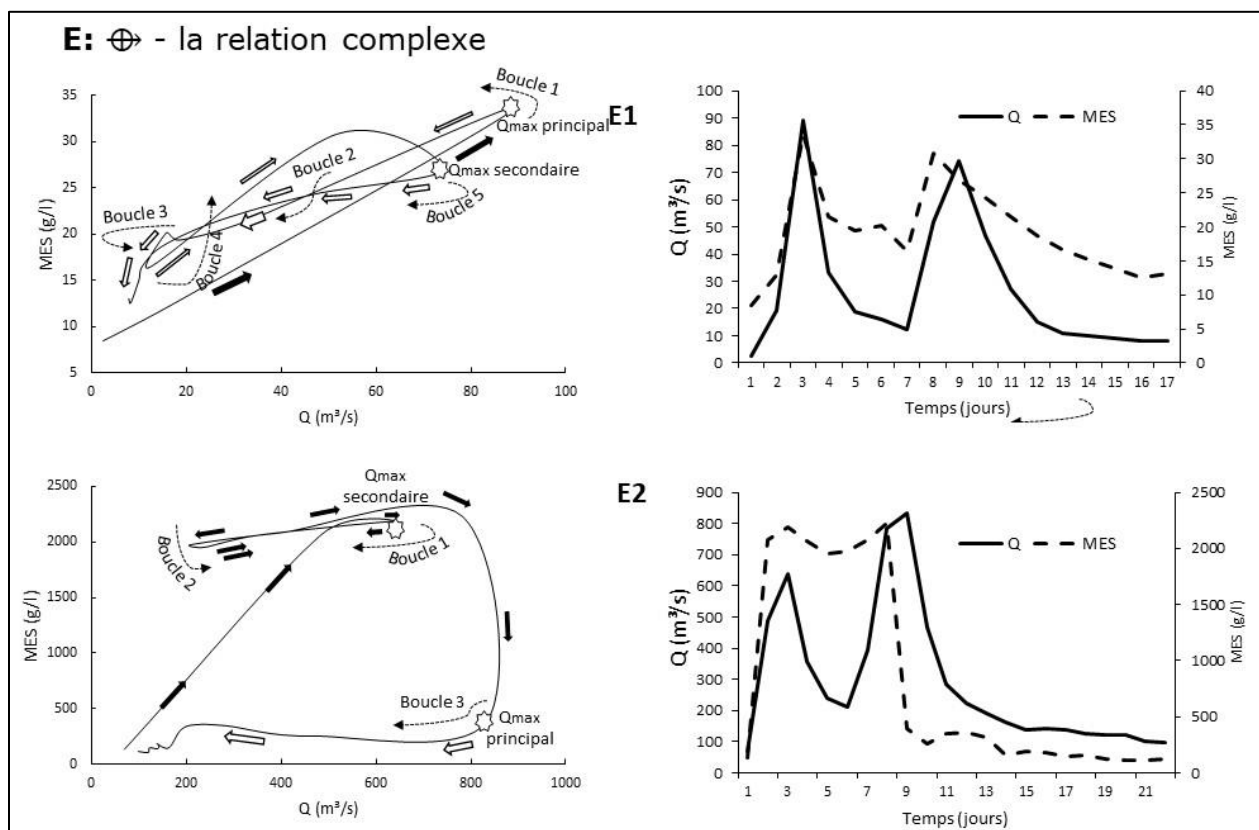 E: - la relation complexe
35
30
25
20
15
10
5
MES (g/l)
0
20
40
60
80
100
Q (m³/s)
Boucle 1
Qmax principal
Boucle 2
Qmax secondaire
Boucle 3
Boucle 4
Boucle 5
E1
100
90
80
70
60
50
40
30
20
10
0
Q (m³/s)
Q
MES
40
35
30
25
20
15
10
5
0
MES (g/l)
1 2 3 4 5 6 7 8 9 10 11 12 13 14 15 16 17
Temps (jours)
2500
2000
1500
1000
500
0
MES (g/l)
0
200
400
600
800
1000
Q (m³/s)
Qmax
secondaire
Boucle 1
Boucle 2
Boucle 3
Qmax
principal
E2
900
800
700
600
500
400
300
200
100
0
Q (m³/s)
Q
MES
2500
2000
1500
1000
500
0
MES (g/l)
1 3 5 7 9 11 13 15 17 19 21
Temps (jours)